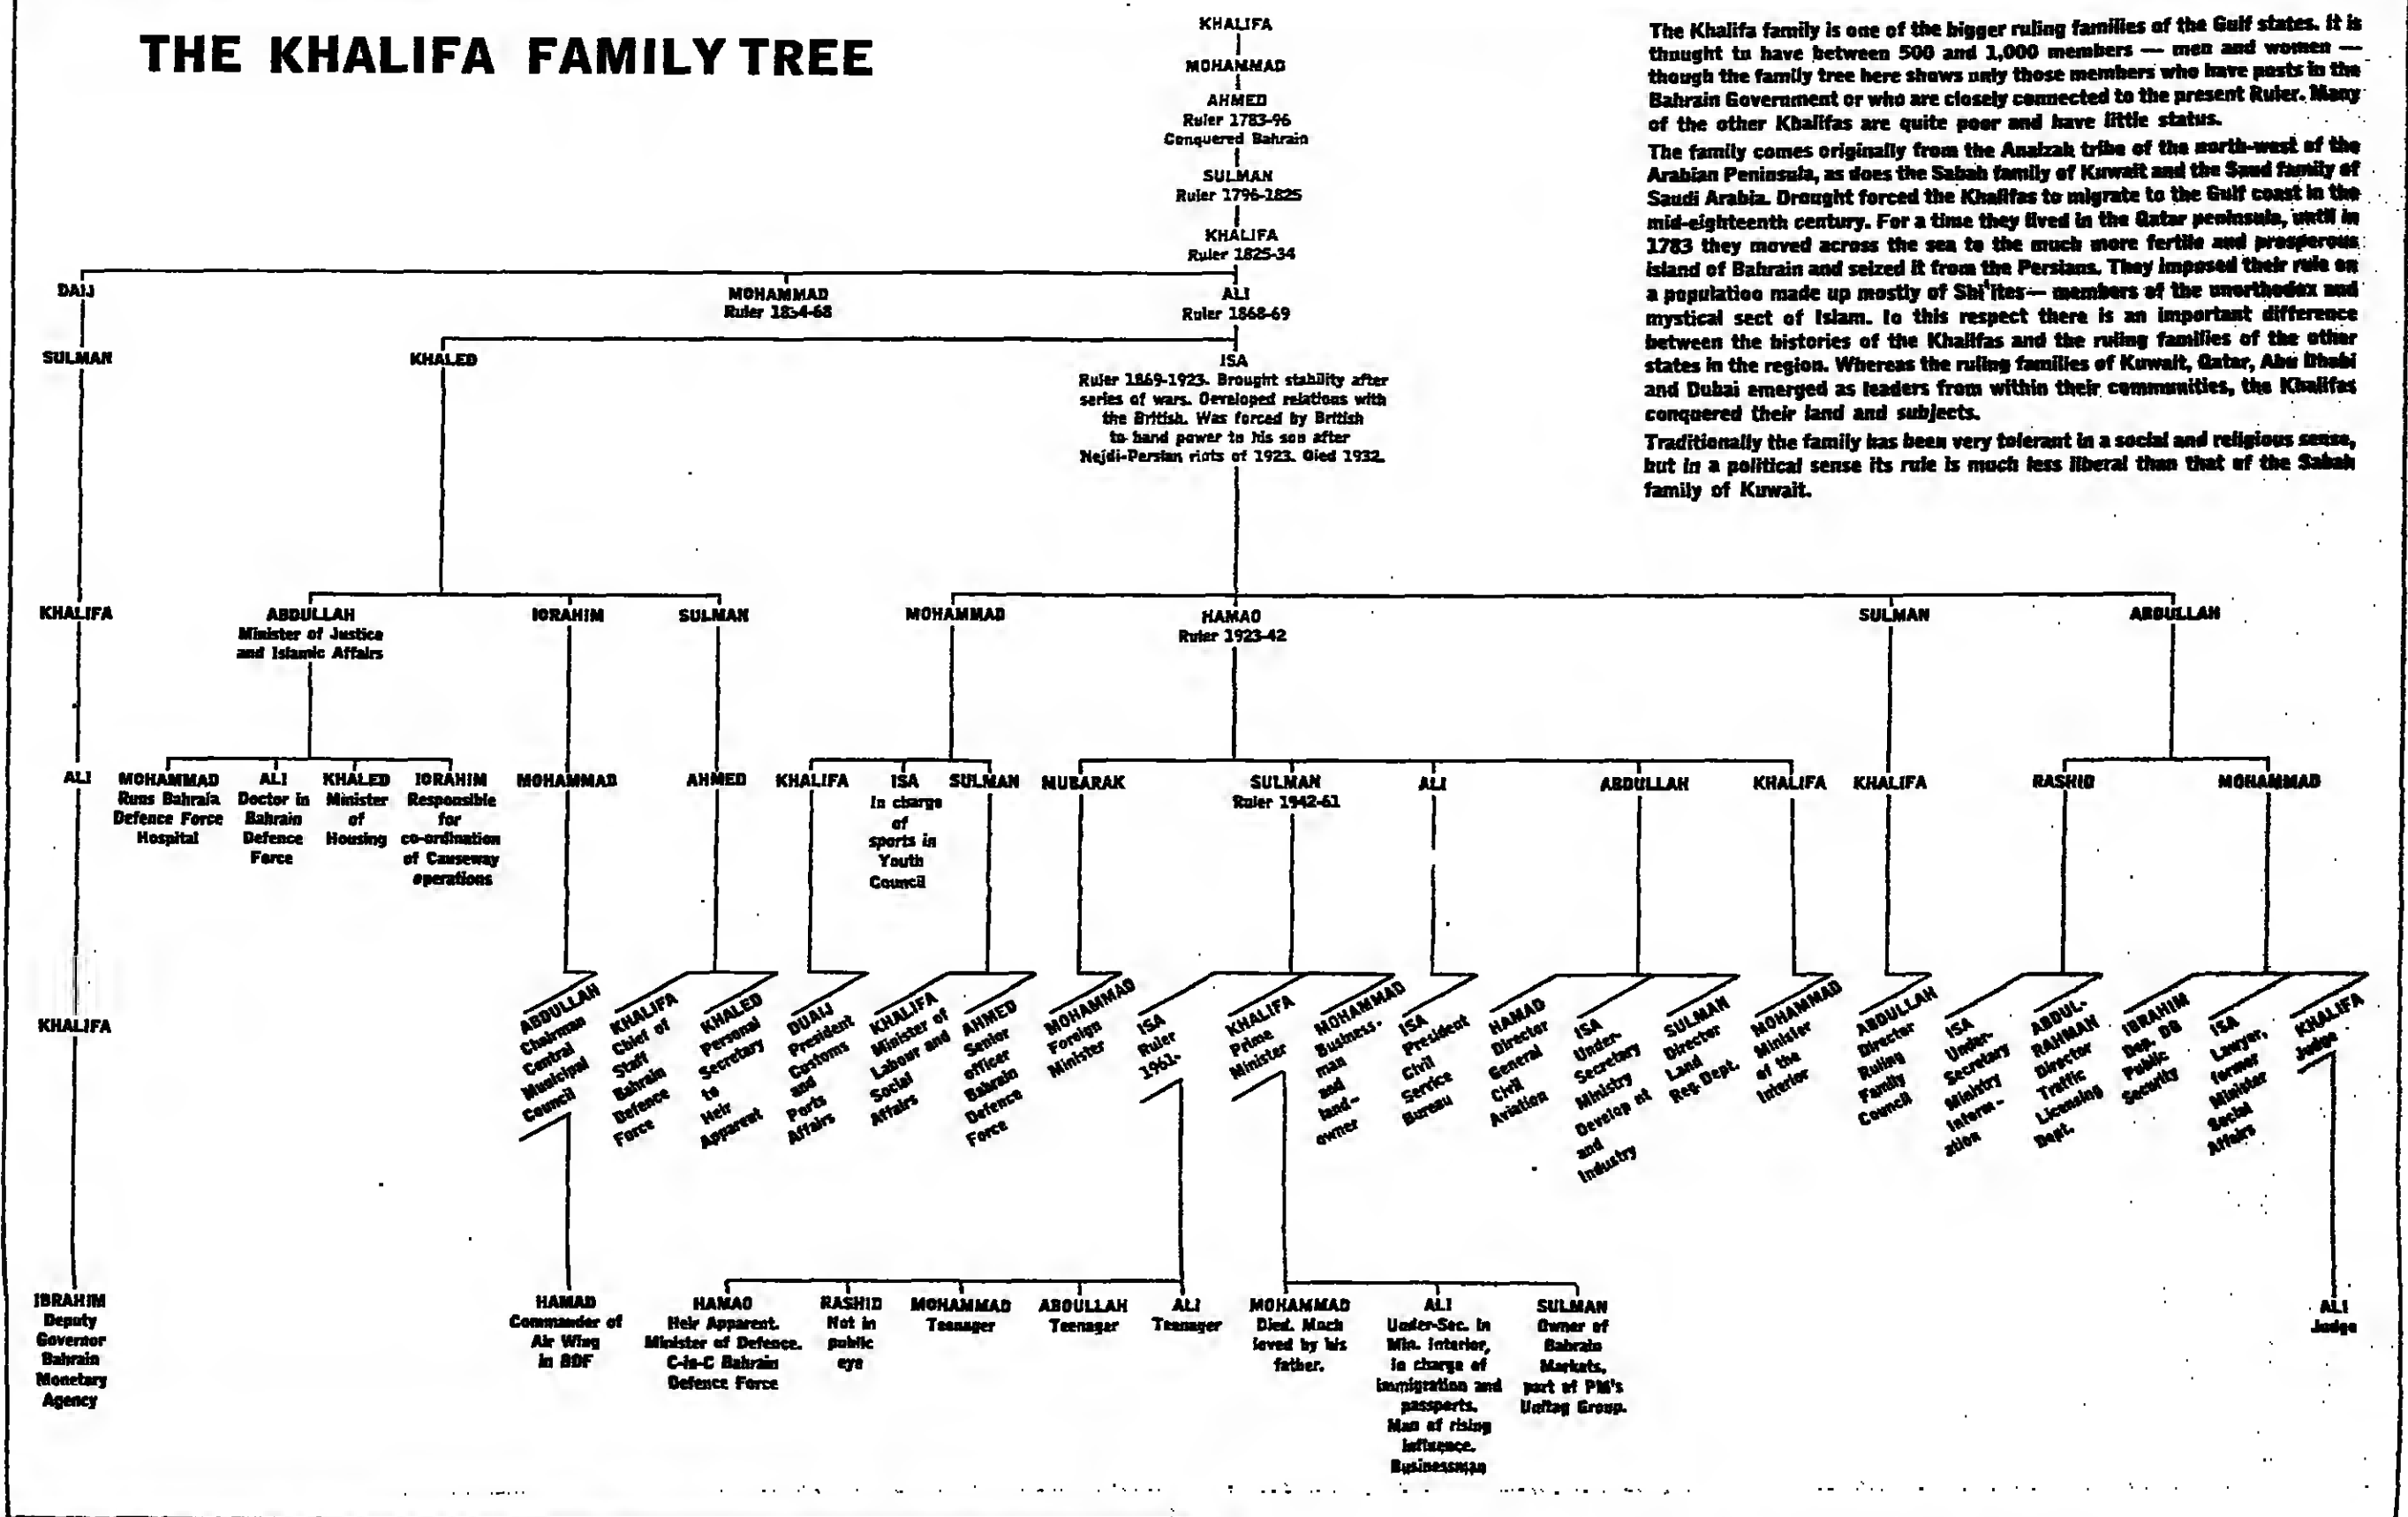 THE KHALIFA FAMILY TREE
KHALIFA
MOHAMMAD
AHMED
Ruler 1783-96
Conquered Bahrain
SULMAN
Ruler 1796-1825
KHALIFA
Ruler 1825-34
The Khalifa family is one of the bigger ruling families of the Gulf states. It is
thought to have between 500 and 1,000 members — men and women —
though the family tree here shows only those members who have posts in the
Bahrain Government or who are closely connected to the present Ruler. Many
of the other Khalifas are quite poor and have little status.
The family comes originally from the Anaizah tribe of the north-west of the
Arabian Peninsula, as does the Sabah family of Kuwait and the Saud family of
Saudi Arabia. Drought forced the Khalifas to migrate to the Gulf coast in the
mid-eighteenth century. For a time they lived in the Qatar peninsula, until in
1783 they moved across the sea to the much more fertile and prosperous
island of Bahrain and seized it from the Persians. They imposed their rule on
a population made up mostly of Shi'ites— members of the unorthodox and
mystical sect of Islam. In this respect there is an important difference
between the histories of the Khalifas and the ruling families of the other
states in the region. Whereas the ruling families of Kuwait, Qatar, Abu Dhabi
and Dubai emerged as leaders from within their communities, the Khalifas
conquered their land and subjects.
Traditionally the family has been very tolerant in a social and religious sense,
but in a political sense its rule is much less liberal than that of the Sabah
family of Kuwait.
DAIJ
MOHAMMAD
Ruler 1834-68
ALI
Ruler 1868-69
SULMAN
KHALED
ISA
Ruler 1869-1923. Brought stability after
series of wars. Developed relations with
the British. Was forced by British
to hand power to his son after
Nejdi-Persian riots of 1923. Died 1932.
KHALIFA
ABDULLAH
Minister of Justice
and Islamic Affairs
IBRAHIM
SULMAN
MOHAMMAD
HAMAD
Ruler 1923-42
SULMAN
ABDULLAH
ALI
MOHAMMAD
Runs Bahrain
Defence Force
Hospital
ALI
Doctor in
Bahrain
Defence
Force
KHALED
Minister
of
Housing
IBRAHIM
Responsible
for
co-ordination
of Causeway
operations
MOHAMMAD
AHMED
KHALIFA
ISA
In charge
of
sports in
Youth
Council
SULMAN
MUBARAK
SULMAN
Ruler 1942-61
ALI
ABDULLAH
KHALIFA
KHALIFA
RASHID
MOHAMMAD
KHALIFA
ABDULLAH
Chairman
Central
Municipal
Council
KHALIFA
Chief of
Staff
Bahrain
Defence
Force
KHALED
Personal
Secretary
to
Heir
Apparent
DUAIJ
President
Customs
and
Ports
Affairs
KHALIFA
Minister of
Labour and
Social
Affairs
AHMED
Senior
officer
Bahrain
Defence
Force
MOHAMMAD
Foreign
Minister
ISA
Ruler
1961-
KHALIFA
Prime
Minister
MOHAMMAD
Business-
man
and
land-
owner
ISA
President
Civil
Service
Bureau
HAMAD
Director
General
Civil
Aviation
ISA
Under-
Secretary
Ministry
Develop nt
and
Industry
SULMAN
Director
Land
Reg. Dept.
MOHAMMAD
Minister
of the
Interior
ABDULLAH
Director
Ruling
Family
Council
ISA
Under-
Secretary
Ministry
Inform-
ation
ABDUL-
RAHMAN
Director
Traffic
Licensing
Dept.
IBRAHIM
Dep. DG
Public
Security
ISA
Lawyer,
former
Minister
Social
Affairs
KHALIFA
Judge
IBRAHIM
Deputy
Governor
Bahrain
Monetary
Agency
HAMAD
Commander of
Air Wing
in BDF
HAMAD
Heir Apparent.
Minister of Defence.
C-in-C Bahrain
Defence Force
RASHID
Not in
public
eye
MOHAMMAD
Teenager
ABDULLAH
Teenager
ALI
Teenager
MOHAMMAD
Died. Much
loved by his
father.
ALI
Under-Sec. in
Min. Interior,
in charge of
immigration and
passports.
Man of rising
influence.
Businessman
SULMAN
Owner of
Bahrain
Markets,
part of PM's
Unitag Group.
ALI
Judge